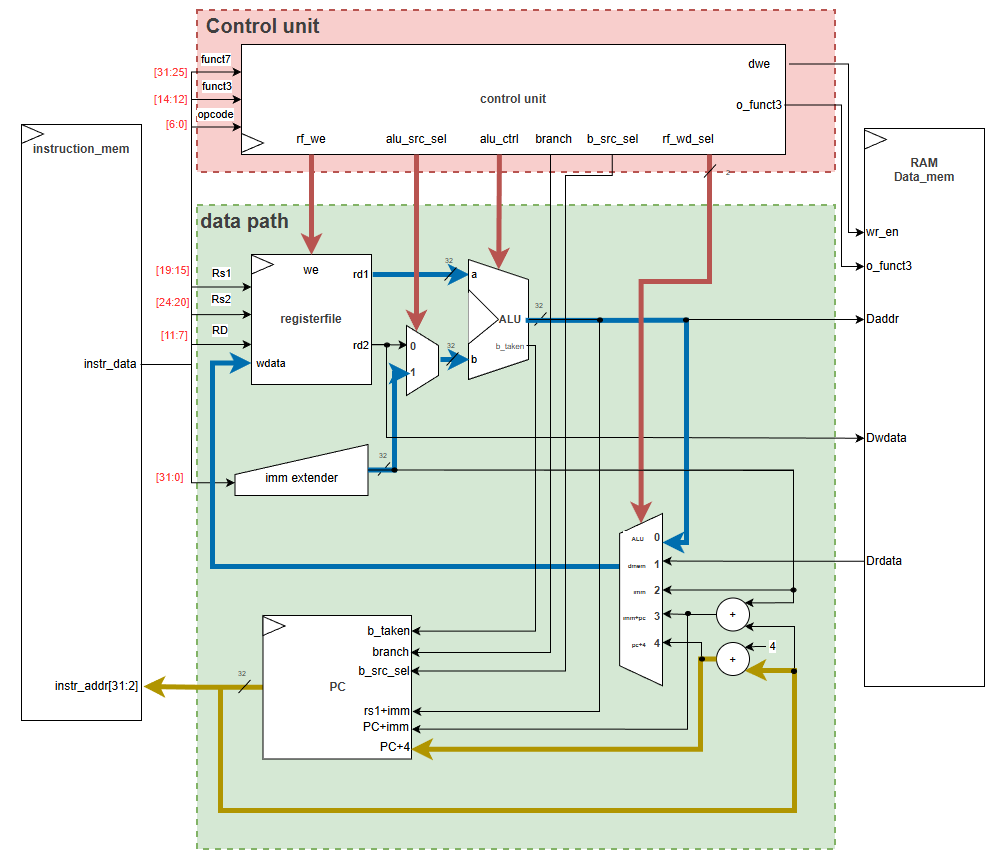 Control unit
funct7
[31:25]
funct3
[14:12]
opcode
[6:0]
control unit
dwe
o_funct3
rf_we
alu_src_sel
alu_ctrl
branch
b_src_sel
rf_wd_sel
2
instruction_mem
instr_data
instr_addr[31:2]
RAM
Data_mem
wr_en
o_funct3
Daddr
Dwdata
Drdata
data path
[19:15]
Rs1
[24:20]
Rs2
[11:7]
RD
we
rd1
registerfile
rd2
wdata
0
1
32
32
a
ALU
b_taken
b
32
[31:0]
imm extender
32
ALU 0
dmem 1
imm 2
imm+pc 3
pc+4 4
+
+
4
b_taken
branch
b_src_sel
PC
rs1+imm
PC+imm
PC+4
32